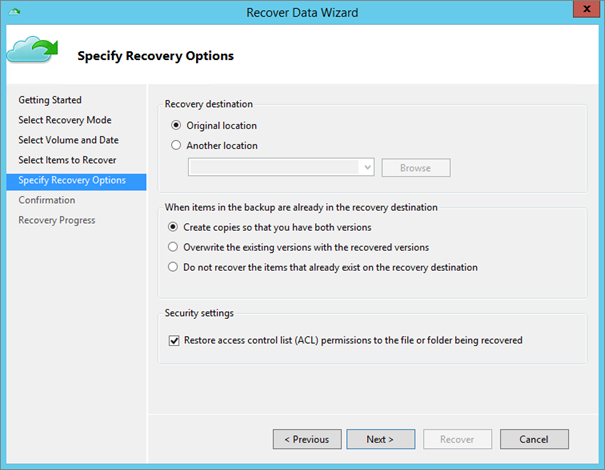 Recover Data Wizard
x
Specify Recovery Options
Getting Started
Select Recovery Mode
Select Volume and Date
Select Items to Recover
Specify Recovery Options
Confirmation
Recovery Progress
Recovery destination
Original location
Another location
Browse
When items in the backup are already in the recovery destination
Create copies so that you have both versions
Overwrite the existing versions with the recovered versions
Do not recover the items that already exist on the recovery destination
Security settings
Restore access control list (ACL) permissions to the file or folder being recovered
< Previous
Next >
Recover
Cancel